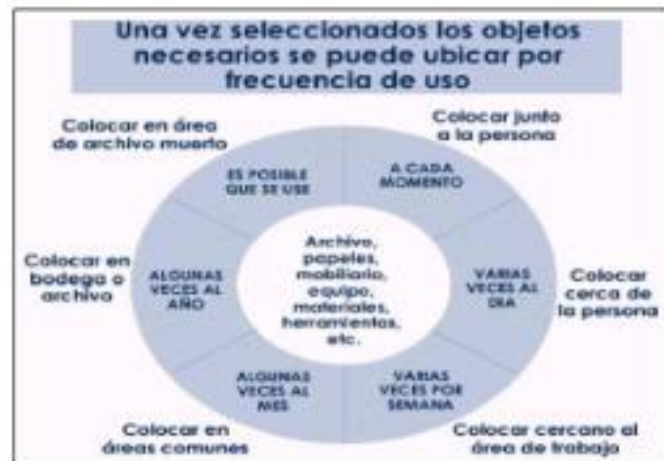 Una vez seleccionados los objetos
necesarios se puede ubicar por
frecuencia de uso
Colocar en área
de archivo muerto
Colocar junto
a la persona
ES POSIBLE
QUE SE USE
A CADA
MOMENTO
Colocar en
bodega o
archivo
ALGUNAS
VECES AL
AÑO
Archivo,
papeles,
mobiliario,
equipo,
materiales,
herramientas,
etc.
VARIAS
VECES AL
DIA
Colocar
cerca de
la persona
ALGUNAS
VECES AL
MES
VARIAS
VECES POR
SEMANA
Colocar en
áreas comunes
Colocar cercano al
área de trabajo